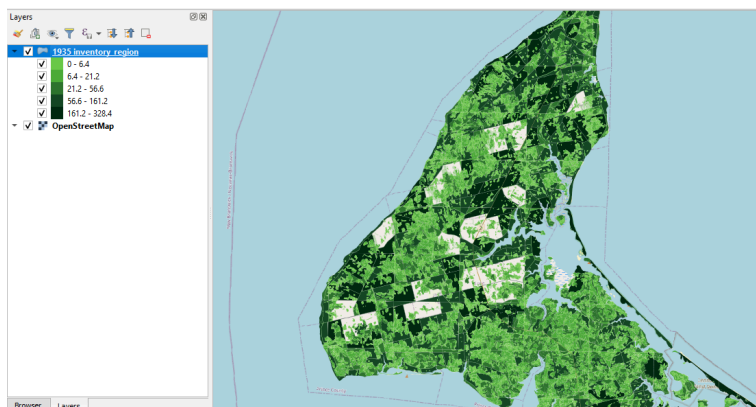 Layers
1935 inventory region
0 - 6.4
6.4 - 21.2
21.2 - 56.6
56.6 - 161.2
161.2 - 328.4
OpenStreetMap
Browser
Layers